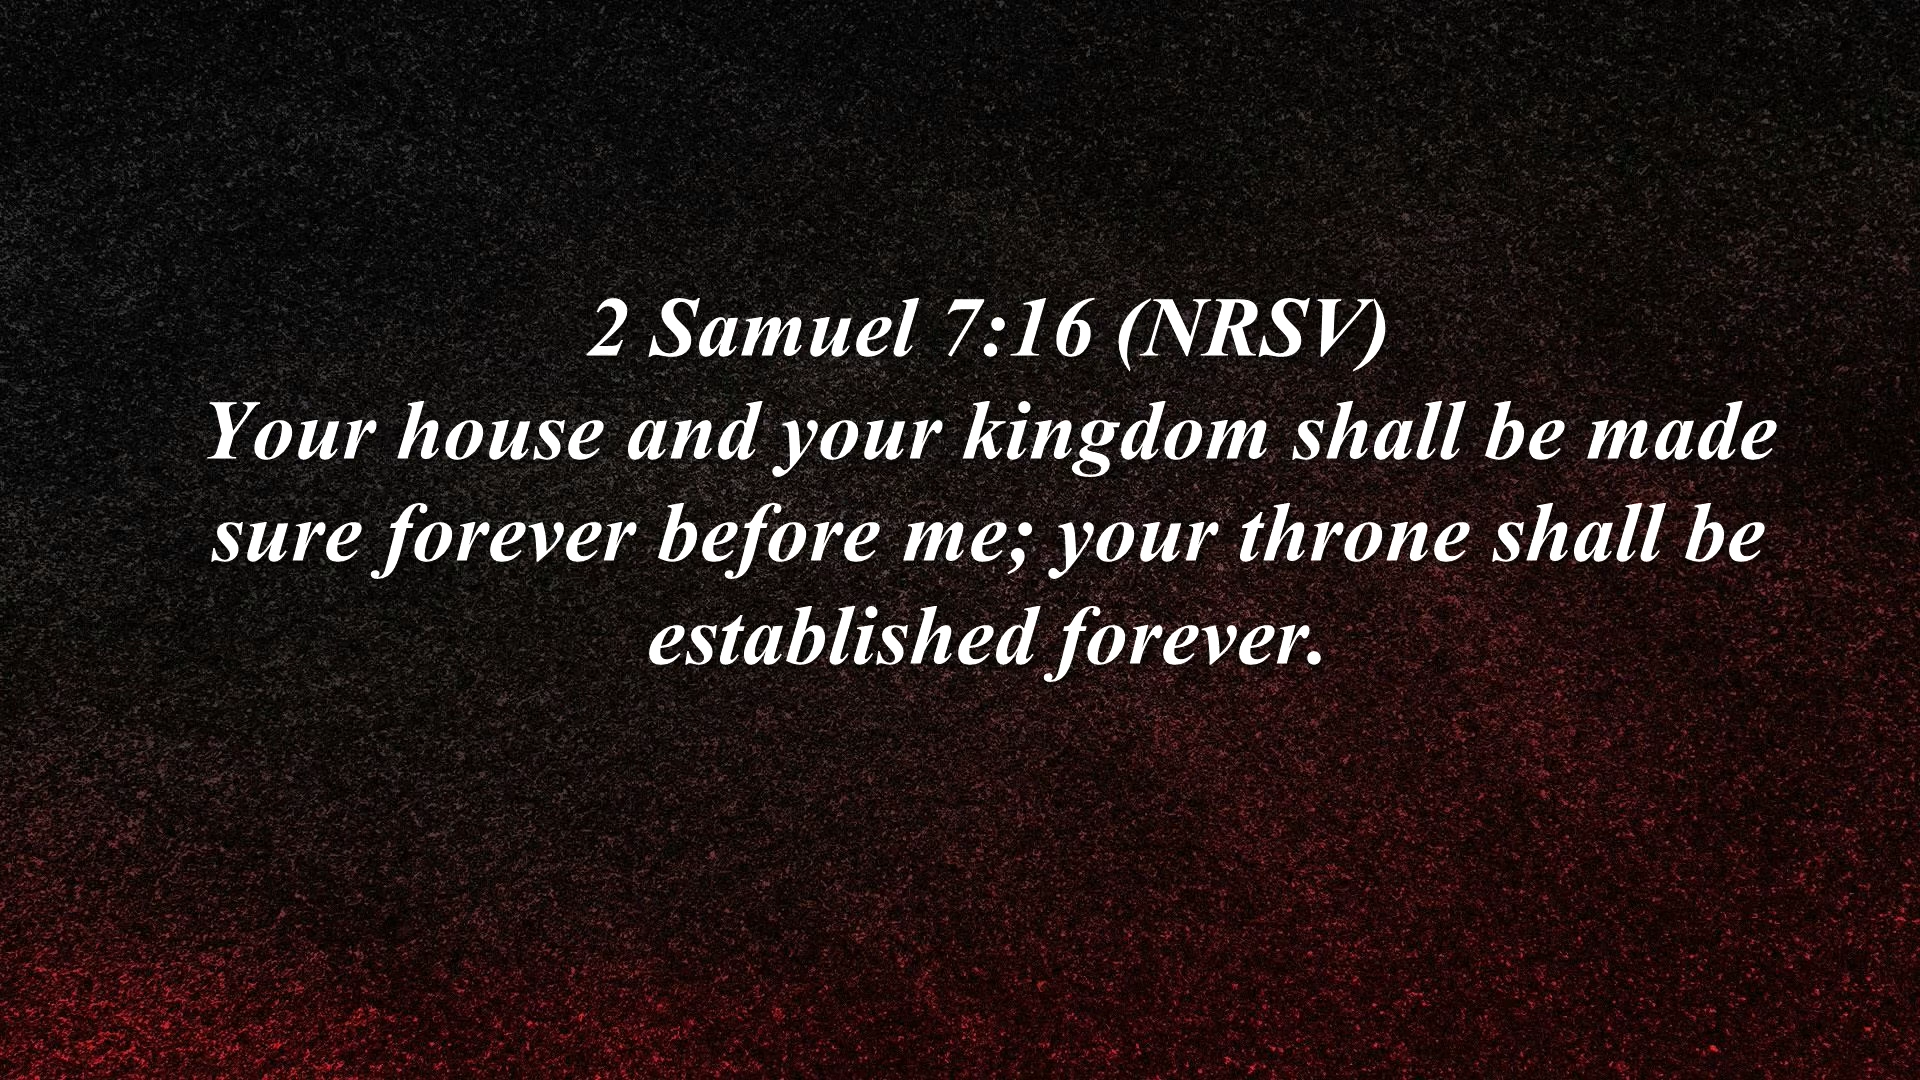 2 Samuel 7:16 (NRSV)
Your house and your kingdom shall be made
sure forever before me; your throne shall be
established forever.